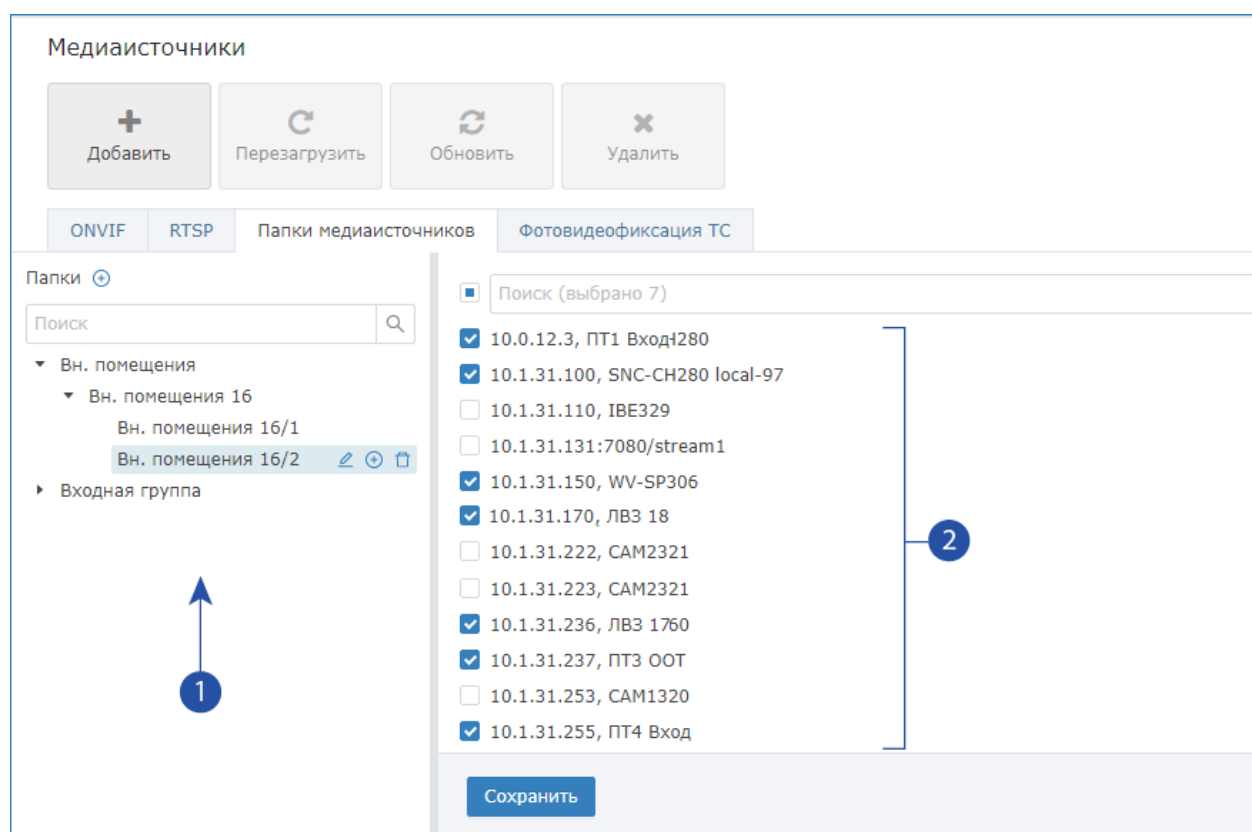 Медиаисточники
Добавить Перезагрузить Обновить Удалить
ONVIF RTSP Папки медиаисточников Фотовидеофиксация ТС
Папки
Поиск
Вн. помещения
Вн. помещения 16
Вн. помещения 16/1
Вн. помещения 16/2
Входная группа
1
Поиск (выбрано 7)
10.0.12.3, ПТ1 Вход-I280
10.1.31.100, SNC-CH280 local-97
10.1.31.110, IBE329
10.1.31.131:7080/stream1
10.1.31.150, WV-SP306
10.1.31.170, ЛВЗ 18
10.1.31.222, CAM2321
10.1.31.223, CAM2321
10.1.31.236, ЛВЗ 1760
10.1.31.237, ПТ3 ООТ
10.1.31.253, CAM1320
10.1.31.255, ПТ4 Вход
2
Сохранить